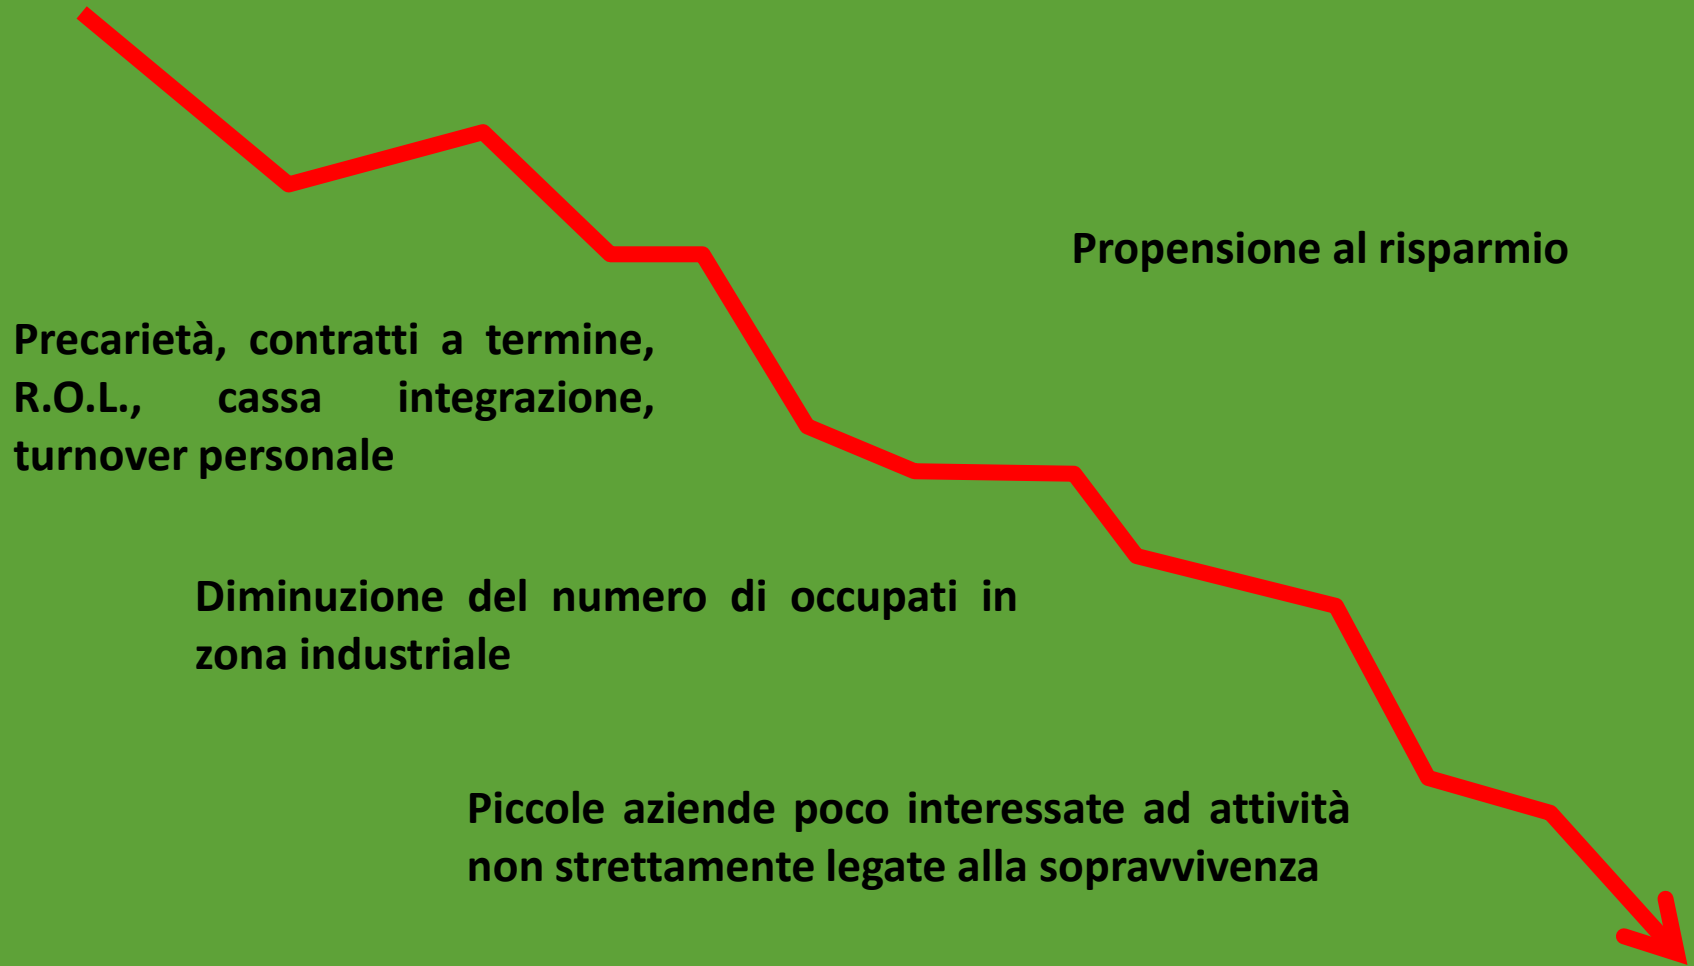 Propensione al risparmio
Precarietà, contratti a termine,
R.O.L., cassa integrazione,
turnover personale
Diminuzione del numero di occupati in
zona industriale
Piccole aziende poco interessate ad attività
non strettamente legate alla sopravvivenza